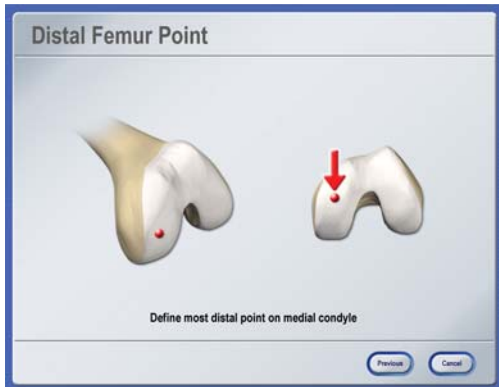 Distal Femur Point
Define most distal point on medial condyle
Previous
Cancel